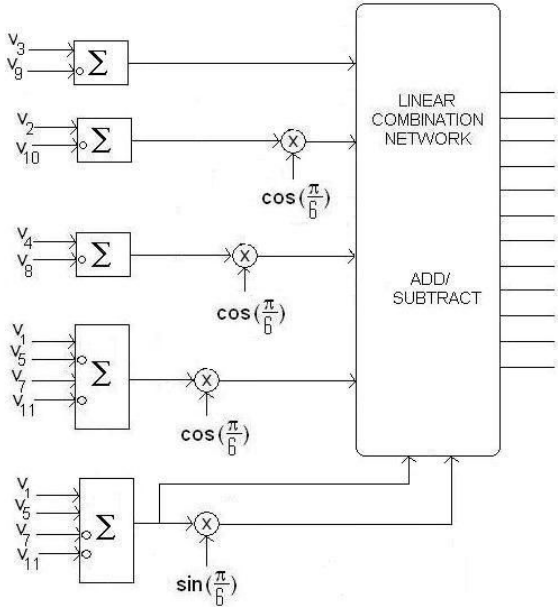 v3
v9
Σ
v2
v10
Σ
X
cos(π/6)
v4
v8
Σ
X
cos(π/6)
v1
v5
v7
v11
Σ
X
cos(π/6)
v1
v5
v7
v11
Σ
X
sin(π/6)
LINEAR
COMBINATION
NETWORK
ADD/
SUBTRACT